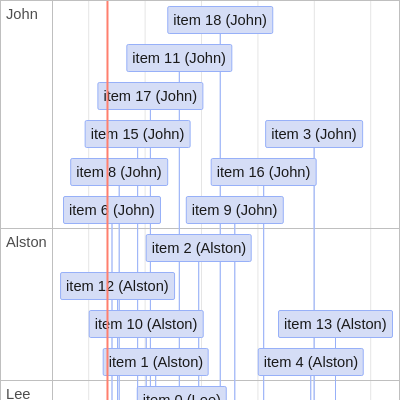 John
item 18 (John)
item 11 (John)
item 17 (John)
item 15 (John)
item 3 (John)
item 8 (John)
item 16 (John)
item 6 (John)
item 9 (John)
Alston
item 2 (Alston)
item 12 (Alston)
item 10 (Alston)
item 13 (Alston)
item 1 (Alston)
item 4 (Alston)
Lee
item 0 (Lee)